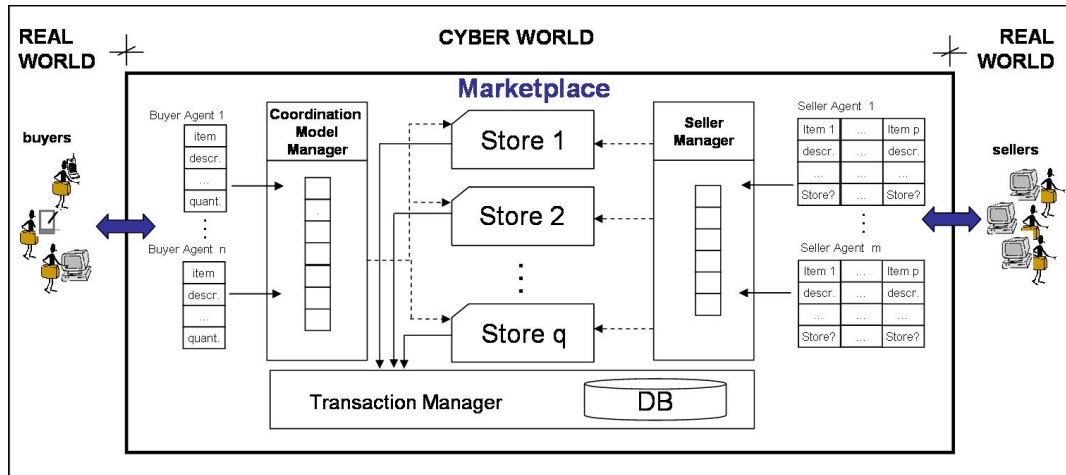 REAL
WORLD
CYBER WORLD
REAL
WORLD
Marketplace
buyers
Buyer Agent 1
item
descr.
...
quant.
Buyer Agent n
item
descr.
...
quant.
Coordination
Model
Manager
Store 1
Store 2
Store q
Seller
Manager
Seller Agent 1
Item 1 ... Item p
descr. ... descr.
... ... ...
Store? ... Store?
Seller Agent m
Item 1 ... Item p
descr. ... descr.
... ... ...
Store? ... Store?
sellers
Transaction Manager
DB